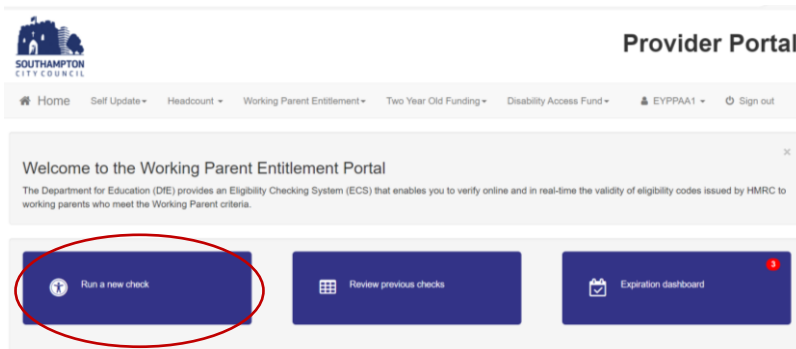 SOUTHAMPTON
CITY COUNCIL
Provider Portal
Home Self Update Headcount Working Parent Entitlement Two Year Old Funding Disability Access Fund EYPPAA1 Sign out
×
Welcome to the Working Parent Entitlement Portal
The Department for Education (DfE) provides an Eligibility Checking System (ECS) that enables you to verify online and in real-time the validity of eligibility codes issued by HMRC to
working parents who meet the Working Parent criteria.
3
Run a new check Review previous checks Expiration dashboard